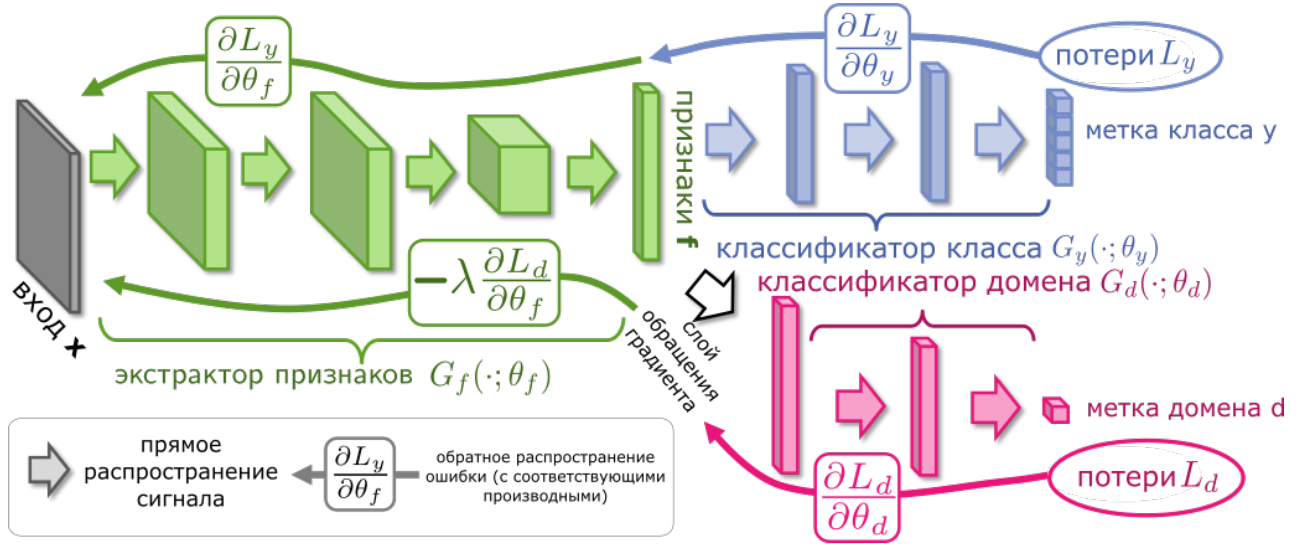 ∂L_y
∂θ_f
∂L_y
∂θ_y
потери L_y
метка класса y
признаки f
классификатор класса G_y(·; θ_y)
вход x
−λ ∂L_d
∂θ_f
экстрактор признаков G_f(·; θ_f)
слой
обращения
градиента
классификатор домена G_d(·; θ_d)
метка домена d
∂L_d
∂θ_d
потери L_d
прямое
распространение
сигнала
∂L_y
∂θ_f
обратное распространение
ошибки (с соответствующими
производными)